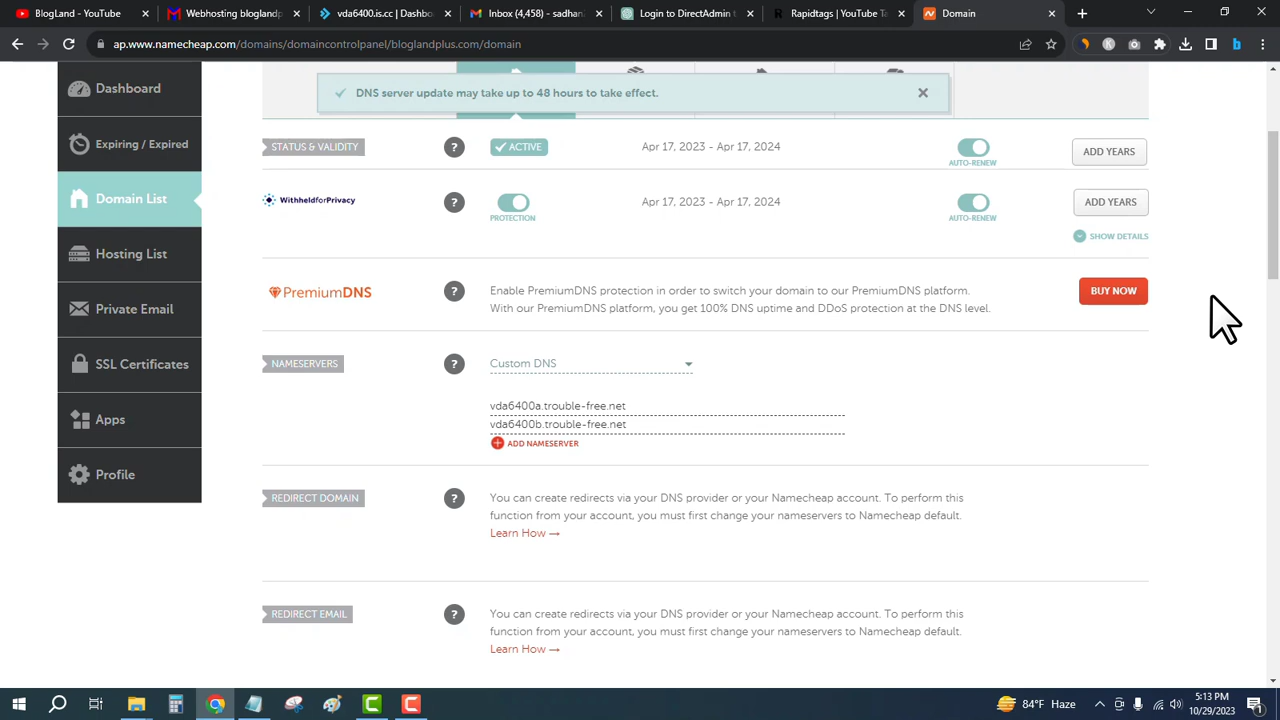 BogLand - YouTube
Webhosting bloglandp
vda6400.is.cc | Dashbo
Inbox (4,458) - sadhana
Login to DirectAdmin
Rapidtags | YouTube Ta
Domain
ap.www.namecheap.com/domains/domaincontrolpanel/bloglandplus.com/domain
DNS server update may take up to 48 hours to take effect.
Dashboard
Expiring / Expired
Domain List
Hosting List
Private Email
SSL Certificates
Apps
Profile
STATUS & VALIDITY
?
ACTIVE
Apr 17, 2023 - Apr 17, 2024
AUTO-RENEW
ADD YEARS
WithheldforPrivacy
?
PROTECTION
Apr 17, 2023 - Apr 17, 2024
AUTO-RENEW
ADD YEARS
SHOW DETAILS
PremiumDNS
?
Enable PremiumDNS protection in order to switch your domain to our PremiumDNS platform.
With our PremiumDNS platform, you get 100% DNS uptime and DDoS protection at the DNS level.
BUY NOW
NAMESERVERS
?
Custom DNS
vda6400a.trouble-free.net
vda6400b.trouble-free.net
ADD NAMESERVER
REDIRECT DOMAIN
?
You can create redirects via your DNS provider or your Namecheap account. To perform this
function from your account, you must first change your nameservers to Namecheap default.
Learn How →
REDIRECT EMAIL
?
You can create redirects via your DNS provider or your Namecheap account. To perform this
function from your account, you must first change your nameservers to Namecheap default.
Learn How →
84°F Haze
5:13 PM
10/29/2023